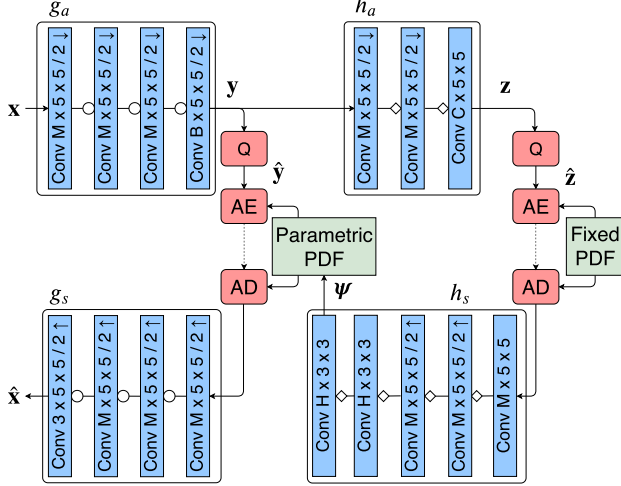 g_a
h_a
x
Conv M x 5 x 5 / 2 ↓
Conv M x 5 x 5 / 2 ↓
Conv M x 5 x 5 / 2 ↓
Conv B x 5 x 5 / 2 ↓
y
Conv M x 5 x 5 / 2 ↓
Conv M x 5 x 5 / 2 ↓
Conv C x 5 x 5
z
Q
Q
ŷ
ẑ
AE
AE
Parametric
PDF
Fixed
PDF
AD
AD
ψ
g_s
h_s
x̂
Conv 3 x 5 x 5 / 2 ↑
Conv M x 5 x 5 / 2 ↑
Conv M x 5 x 5 / 2 ↑
Conv M x 5 x 5 / 2 ↑
Conv H x 3 x 3
Conv H x 3 x 3
Conv M x 5 x 5 / 2 ↑
Conv M x 5 x 5 / 2 ↑
Conv M x 5 x 5